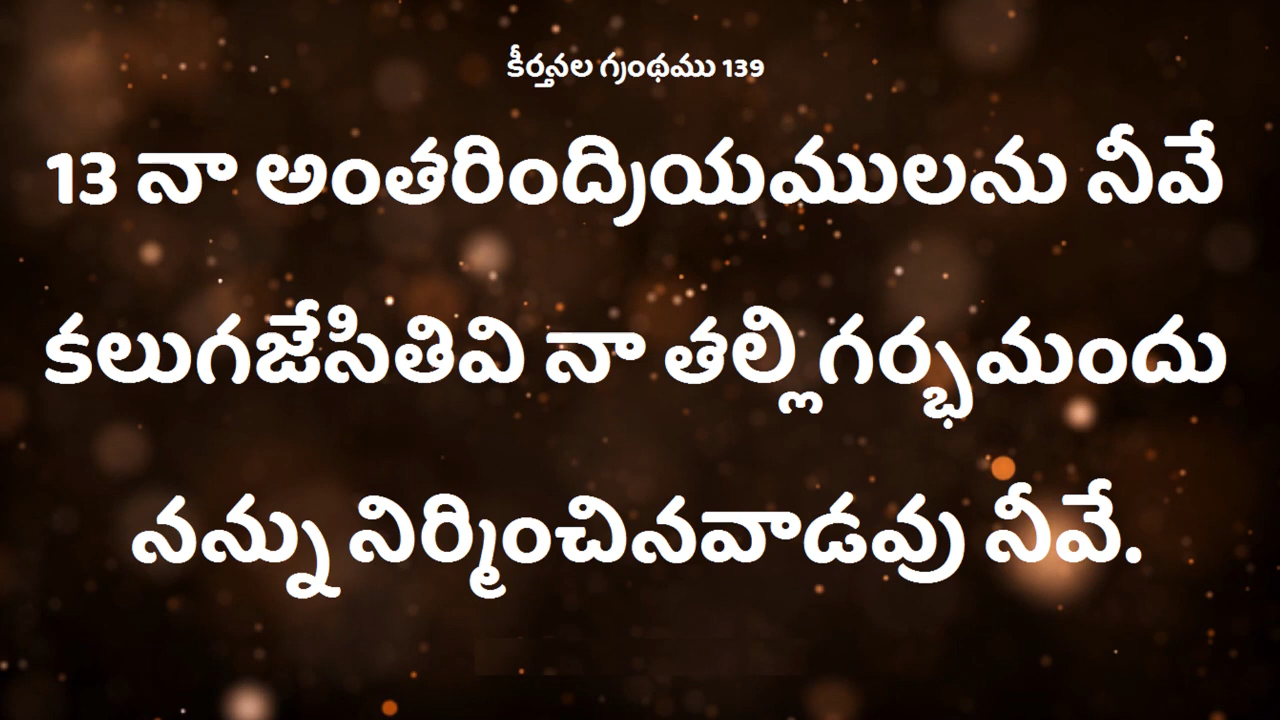 కీర్తనల గ్రంథము 139
13 నా అంతరింద్రియములను నీవే
కలుగజేసితివి నా తల్లిగర్భమందు
నన్ను నిర్మించినవాడవు నీవే.